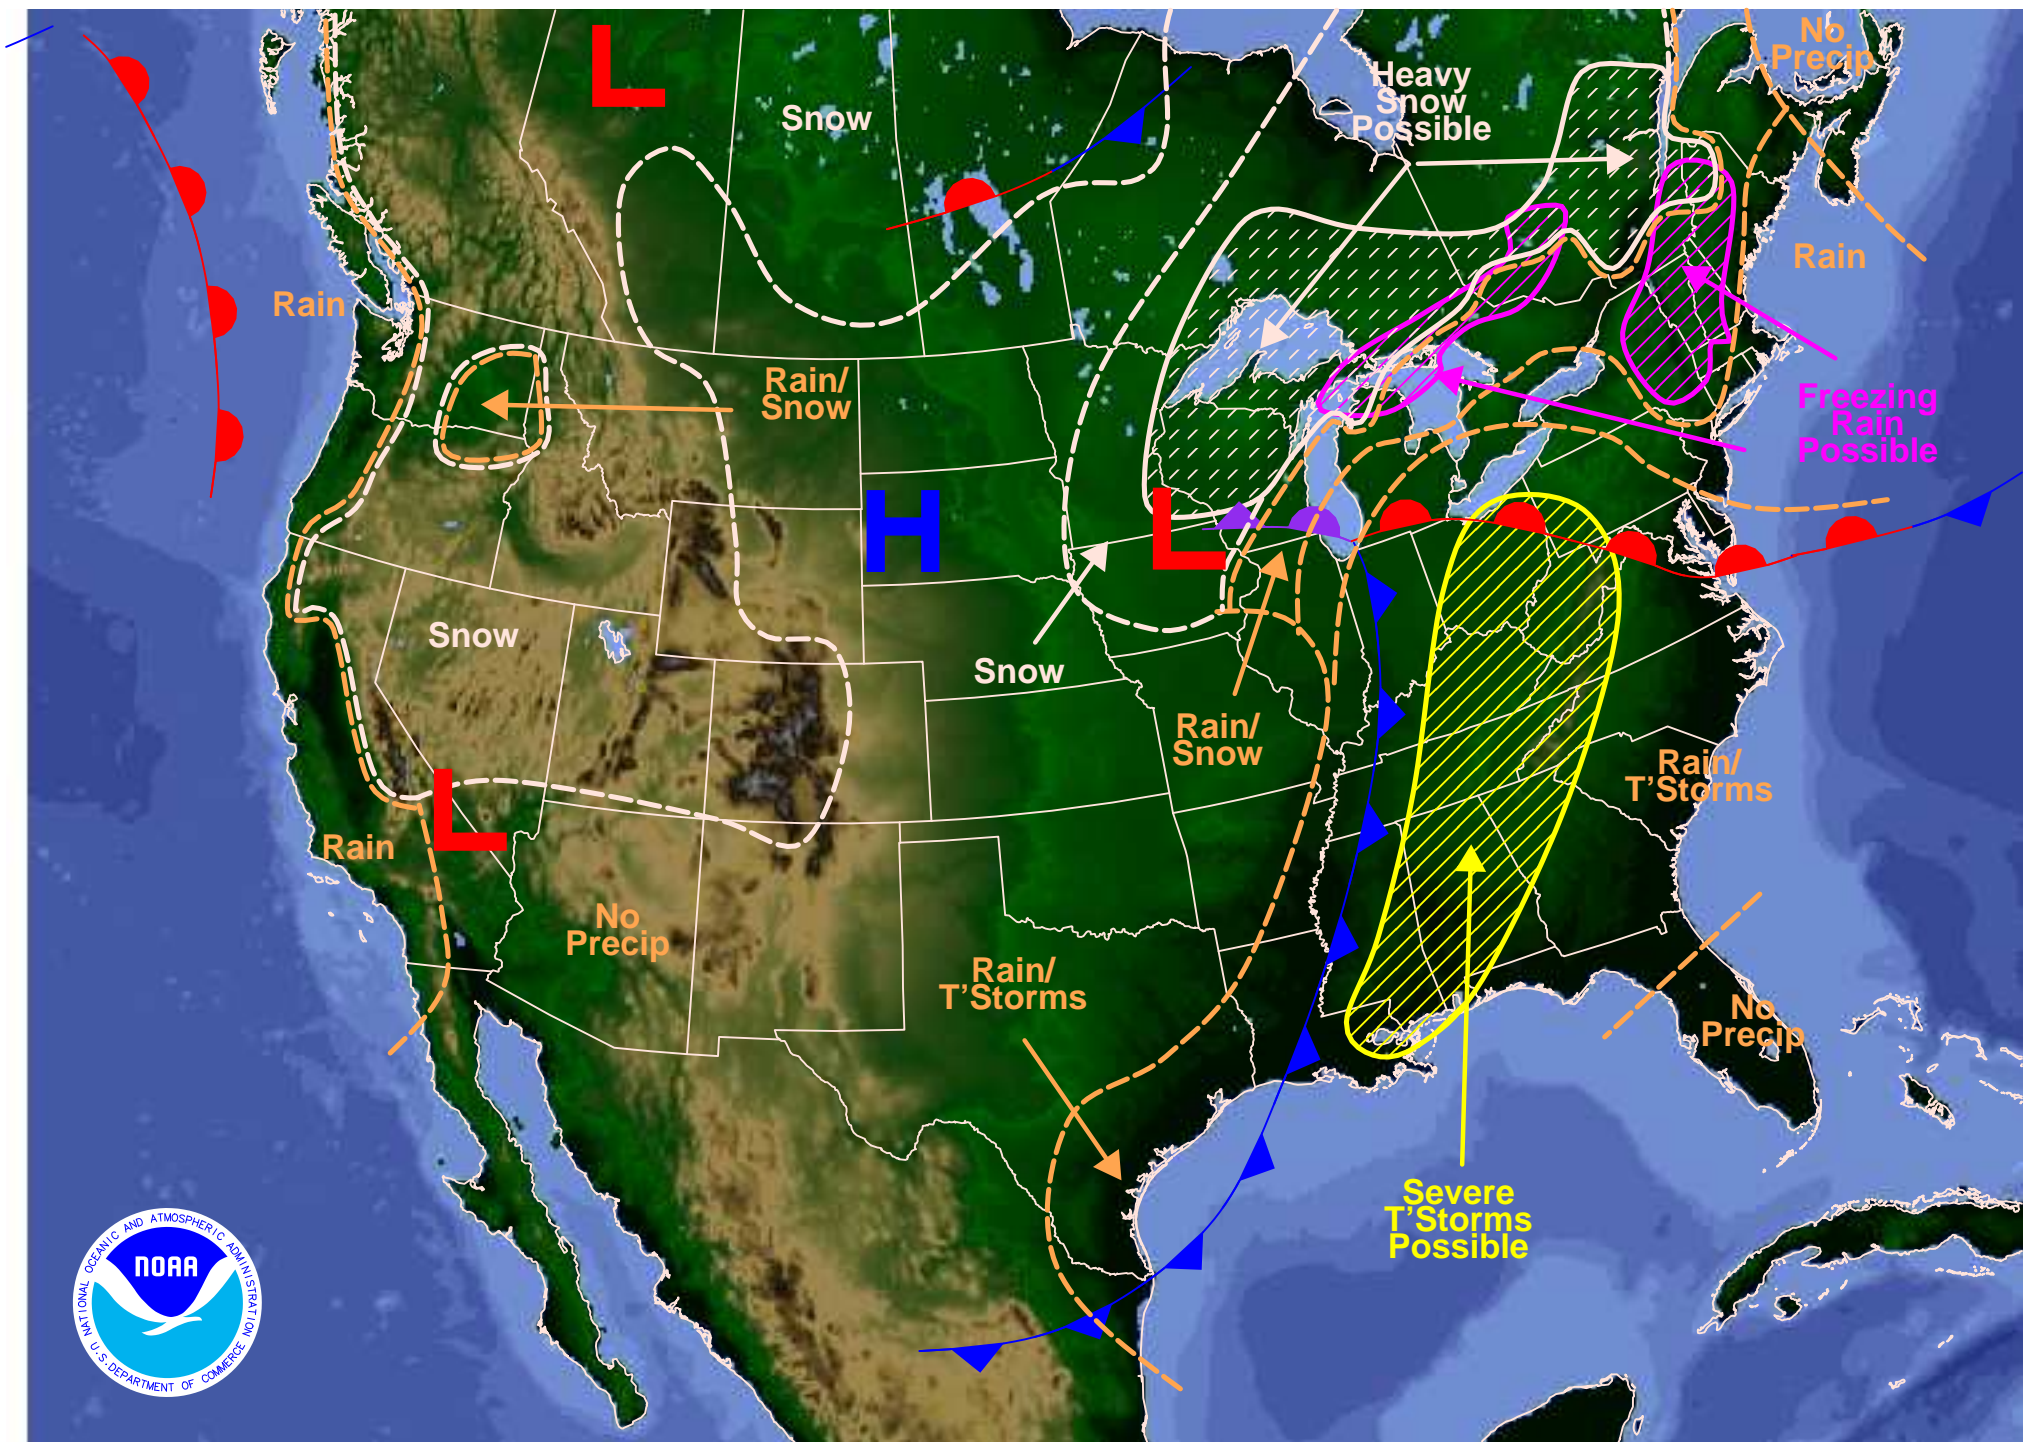 No
Precip
L
Snow
Heavy
Snow
Possible
Rain
Rain
Rain/
Snow
Freezing
Rain
Possible
H
L
Snow
Snow
Rain/
Snow
Rain/
T'Storms
L
Rain
No
Precip
Rain/
T'Storms
No
Precip
Severe
T'Storms
Possible
NATIONAL OCEANIC AND ATMOSPHERIC ADMINISTRATION
NOAA
U.S. DEPARTMENT OF COMMERCE